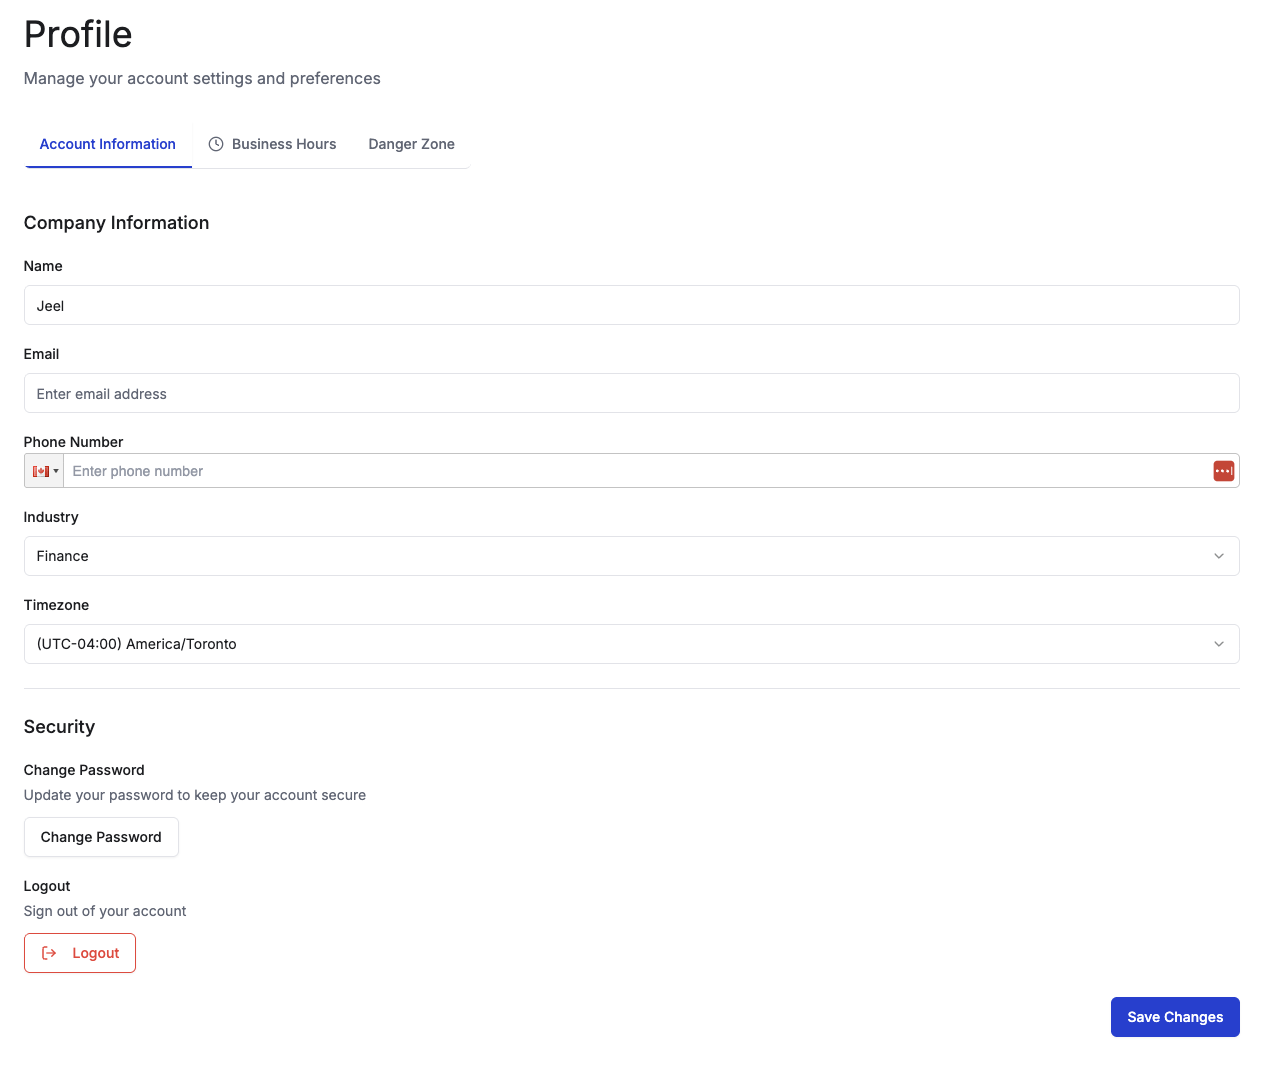 Profile
Manage your account settings and preferences
Account Information Business Hours Danger Zone
Company Information
Name
Jeel
Email
Enter email address
Phone Number
Enter phone number
Industry
Finance
Timezone
(UTC-04:00) America/Toronto
Security
Change Password
Update your password to keep your account secure
Change Password
Logout
Sign out of your account
Logout
Save Changes